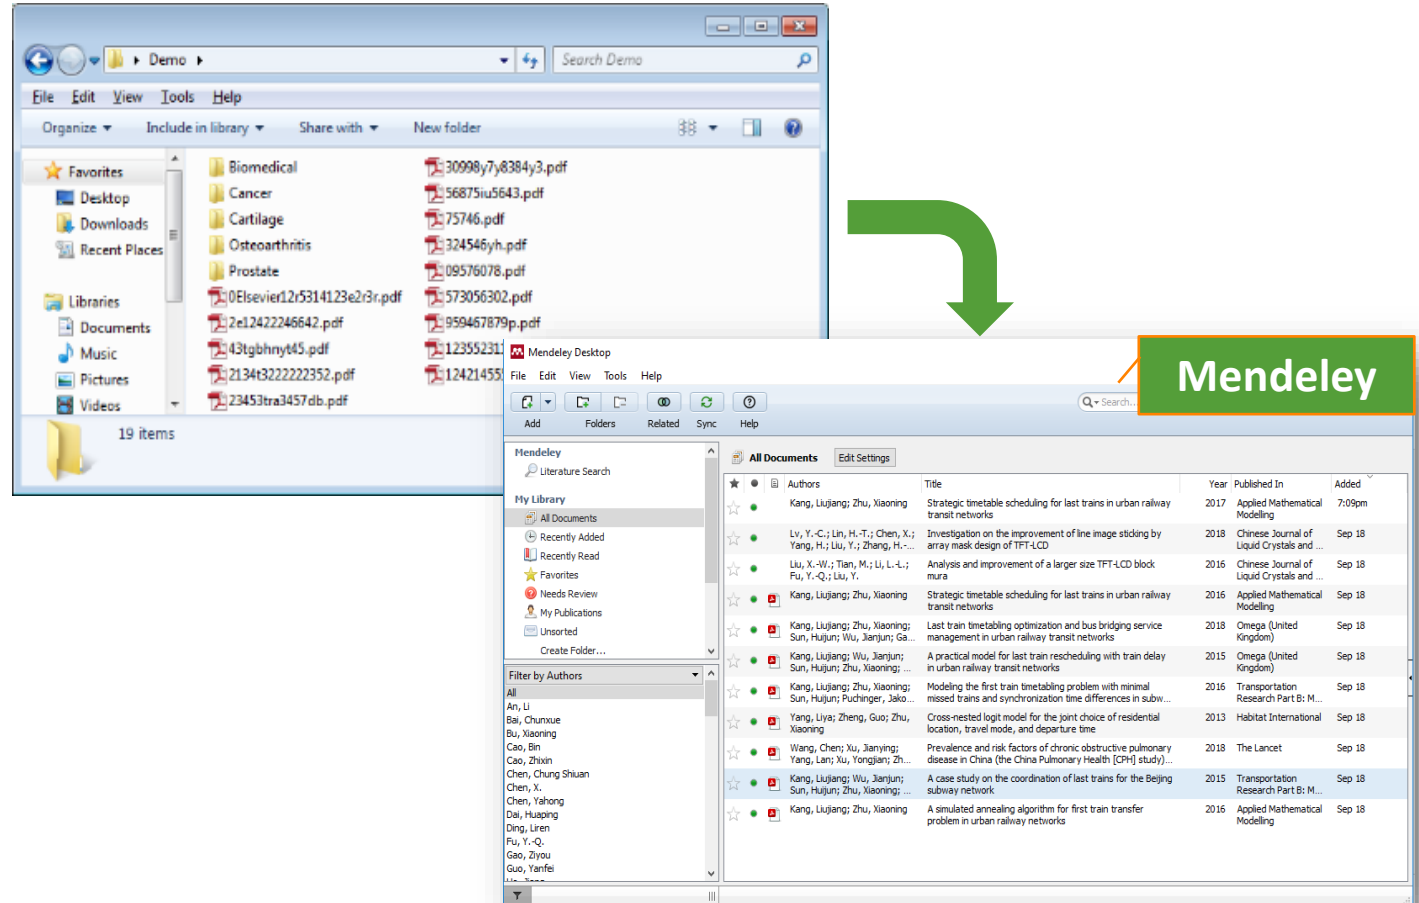 Demo
Search Demo
File Edit View Tools Help
Organize Include in library Share with New folder
Favorites
Desktop
Downloads
Recent Places
Libraries
Documents
Music
Pictures
Videos
Biomedical
Cancer
Cartilage
Osteoarthritis
Prostate
0Elsevier12r5314123e2r3r.pdf
2e12422246642.pdf
43tgbhnyt45.pdf
2134t3222222352.pdf
23453tra3457db.pdf
30998y7y8384y3.pdf
56875iu5643.pdf
75746.pdf
324546yh.pdf
09576078.pdf
573056302.pdf
959467879p.pdf
19 items
Mendeley
Mendeley Desktop
File Edit View Tools Help
Search...
Add Folders Related Sync Help
Mendeley
Literature Search
My Library
All Documents
Recently Added
Recently Read
Favorites
Needs Review
My Publications
Unsorted
Create Folder...
Filter by Authors
All
An, Li
Bai, Chunxue
Bu, Xiaoning
Cao, Bin
Cao, Zhixin
Chen, Chung Shiuan
Chen, X.
Chen, Yahong
Dai, Huaping
Ding, Liren
Fu, Y.-Q.
Gao, Ziyou
Guo, Yanfei
All Documents Edit Settings
Authors Title Year Published In Added
Kang, Liujiang; Zhu, Xiaoning Strategic timetable scheduling for last trains in urban railway 2017 Applied Mathematical 7:09pm
transit networks Modelling
Lv, Y.-C.; Lin, H.-T.; Chen, X.; Investigation on the improvement of line image sticking by 2018 Chinese Journal of Sep 18
Yang, H.; Liu, Y.; Zhang, H.-... array mask design of TFT-LCD Liquid Crystals and ...
Liu, X.-W.; Tian, M.; Li, L.-L.; Analysis and improvement of a larger size TFT-LCD block 2016 Chinese Journal of Sep 18
Fu, Y.-Q.; Liu, Y. mura Liquid Crystals and ...
Kang, Liujiang; Zhu, Xiaoning Strategic timetable scheduling for last trains in urban railway 2016 Applied Mathematical Sep 18
transit networks Modelling
Kang, Liujiang; Zhu, Xiaoning; Last train timetabling optimization and bus bridging service 2018 Omega (United Sep 18
Sun, Huijun; Wu, Jianjun; Ga... management in urban railway transit networks Kingdom)
Kang, Liujiang; Wu, Jianjun; A practical model for last train rescheduling with train delay 2015 Omega (United Sep 18
Sun, Huijun; Zhu, Xiaoning; ... in urban railway transit networks Kingdom)
Kang, Liujiang; Zhu, Xiaoning; Modeling the first train timetabling problem with minimal 2016 Transportation Sep 18
Sun, Huijun; Puchinger, Jako... missed trains and synchronization time differences in subw... Research Part B: M...
Yang, Liya; Zheng, Guo; Zhu, Cross-nested logit model for the joint choice of residential 2013 Habitat International Sep 18
Xiaoning location, travel mode, and departure time
Wang, Chen; Xu, Jianying; Prevalence and risk factors of chronic obstructive pulmonary 2018 The Lancet Sep 18
Yang, Lan; Xu, Yongjian; Zh... disease in China (the China Pulmonary Health [CPH] study)...
Kang, Liujiang; Wu, Jianjun; A case study on the coordination of last trains for the Beijing 2015 Transportation Sep 18
Sun, Huijun; Zhu, Xiaoning; ... subway network Research Part B: M...
Kang, Liujiang; Zhu, Xiaoning A simulated annealing algorithm for first train transfer 2016 Applied Mathematical Sep 18
problem in urban railway networks Modelling